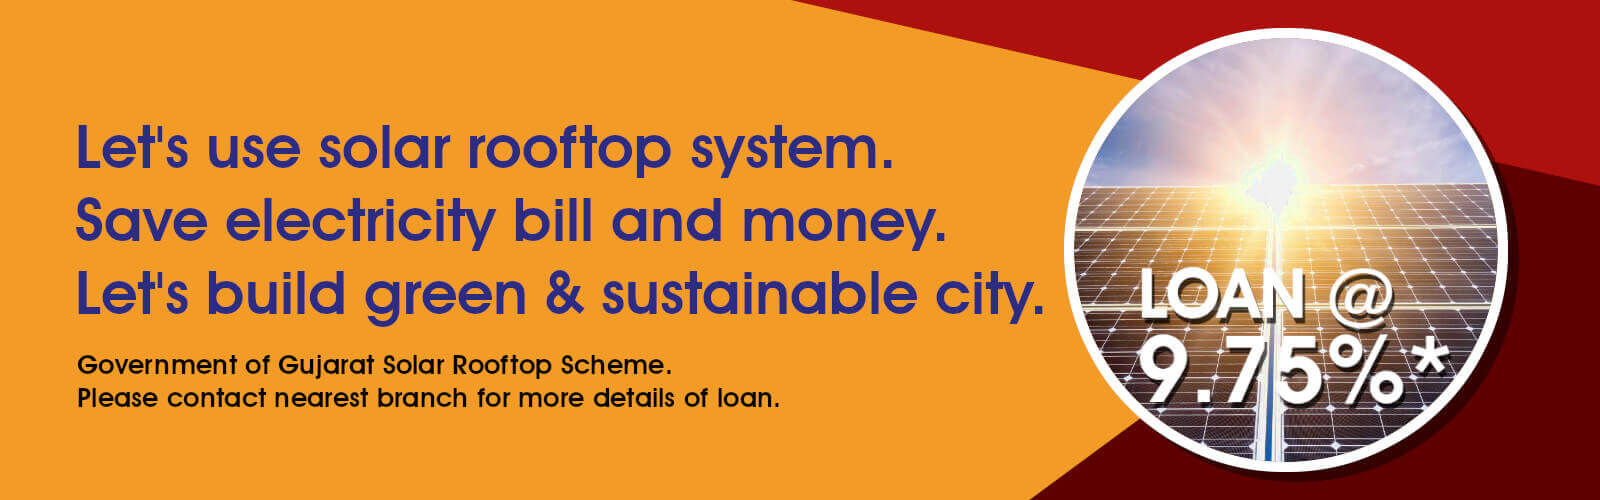 Let's use solar rooftop system.
Save electricity bill and money.
Let's build green & sustainable city.
Government of Gujarat Solar Rooftop Scheme.
Please contact nearest branch for more details of loan.
LOAN @
9.75%*